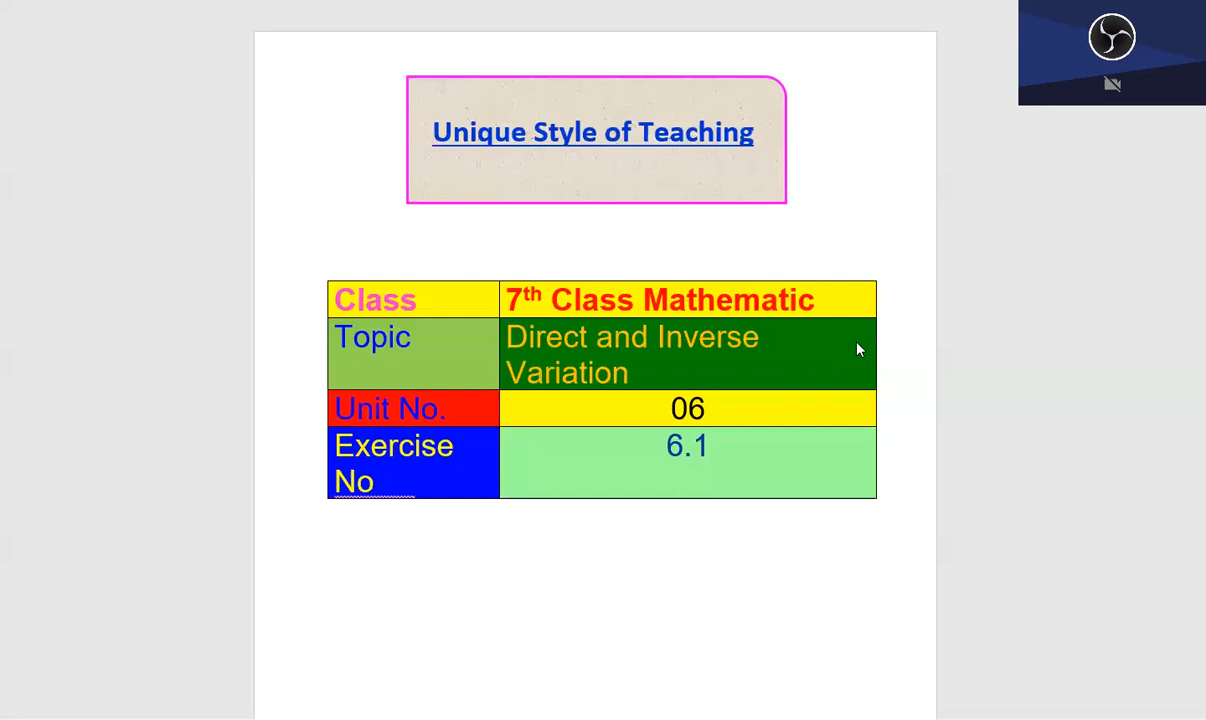 Unique Style of Teaching
Class 7th Class Mathematic
Topic Direct and Inverse
Variation
Unit No. 06
Exercise 6.1
No